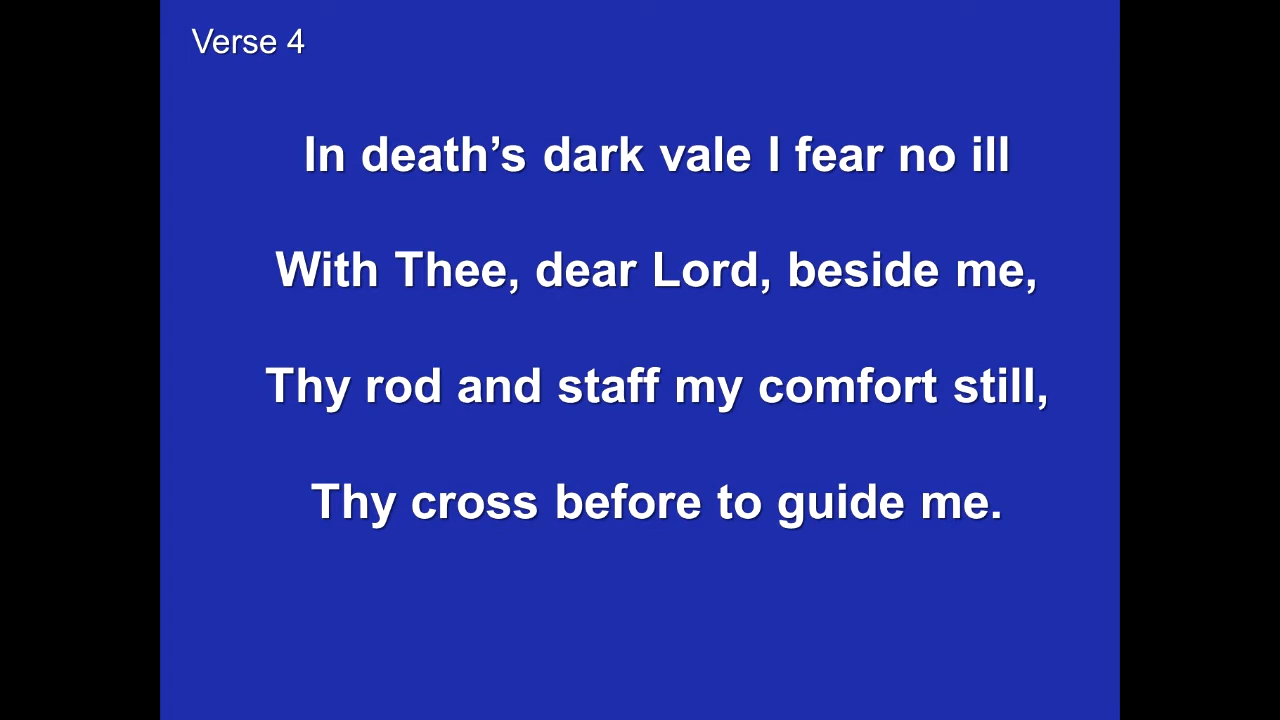 Verse 4
In death’s dark vale I fear no ill
With Thee, dear Lord, beside me,
Thy rod and staff my comfort still,
Thy cross before to guide me.